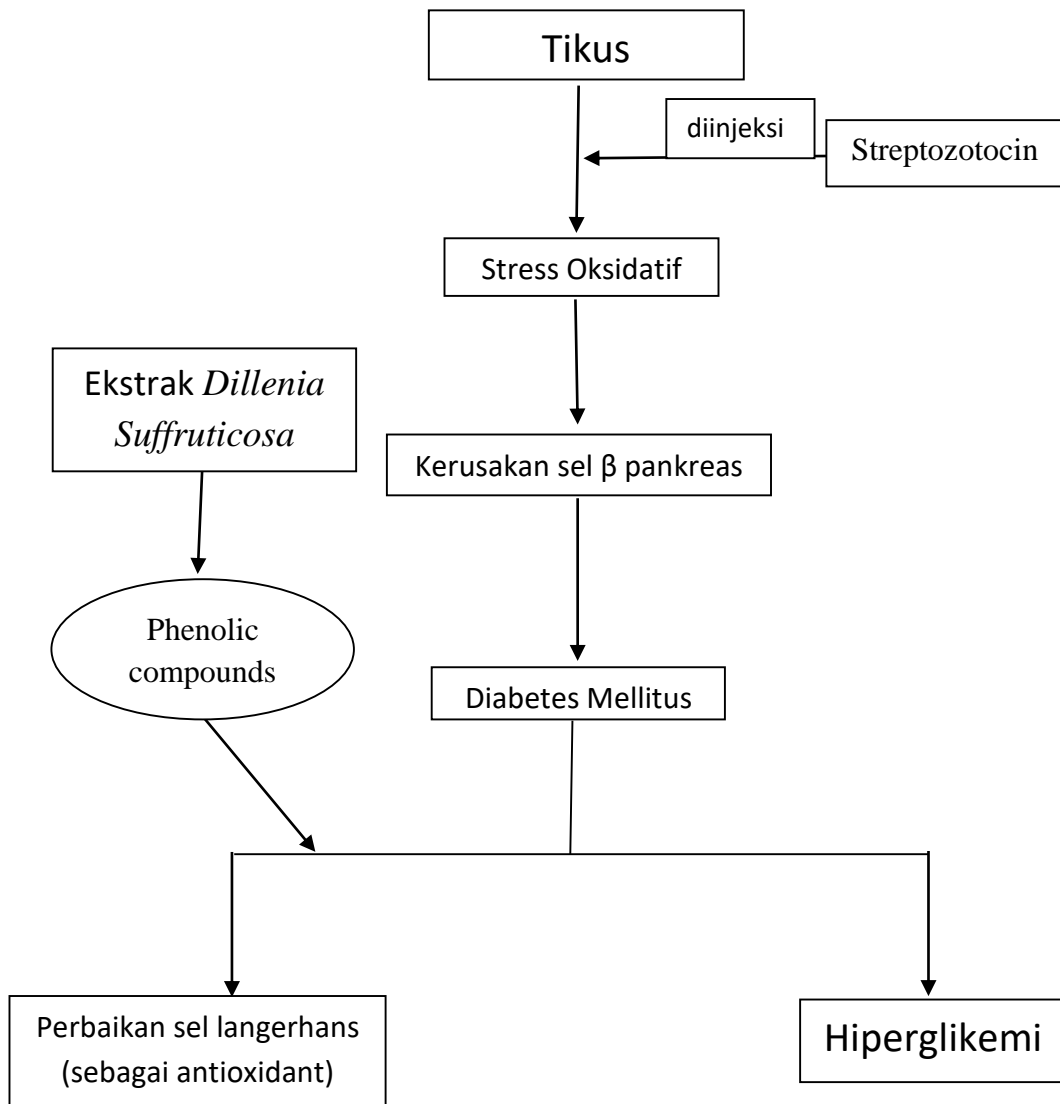 Tikus
diinjeksi
Streptozotocin
Stress Oksidatif
Ekstrak Dillenia
Suffruticosa
Kerusakan sel β pankreas
Phenolic
compounds
Diabetes Mellitus
Perbaikan sel langerhans
(sebagai antioxidant)
Hiperglikemi